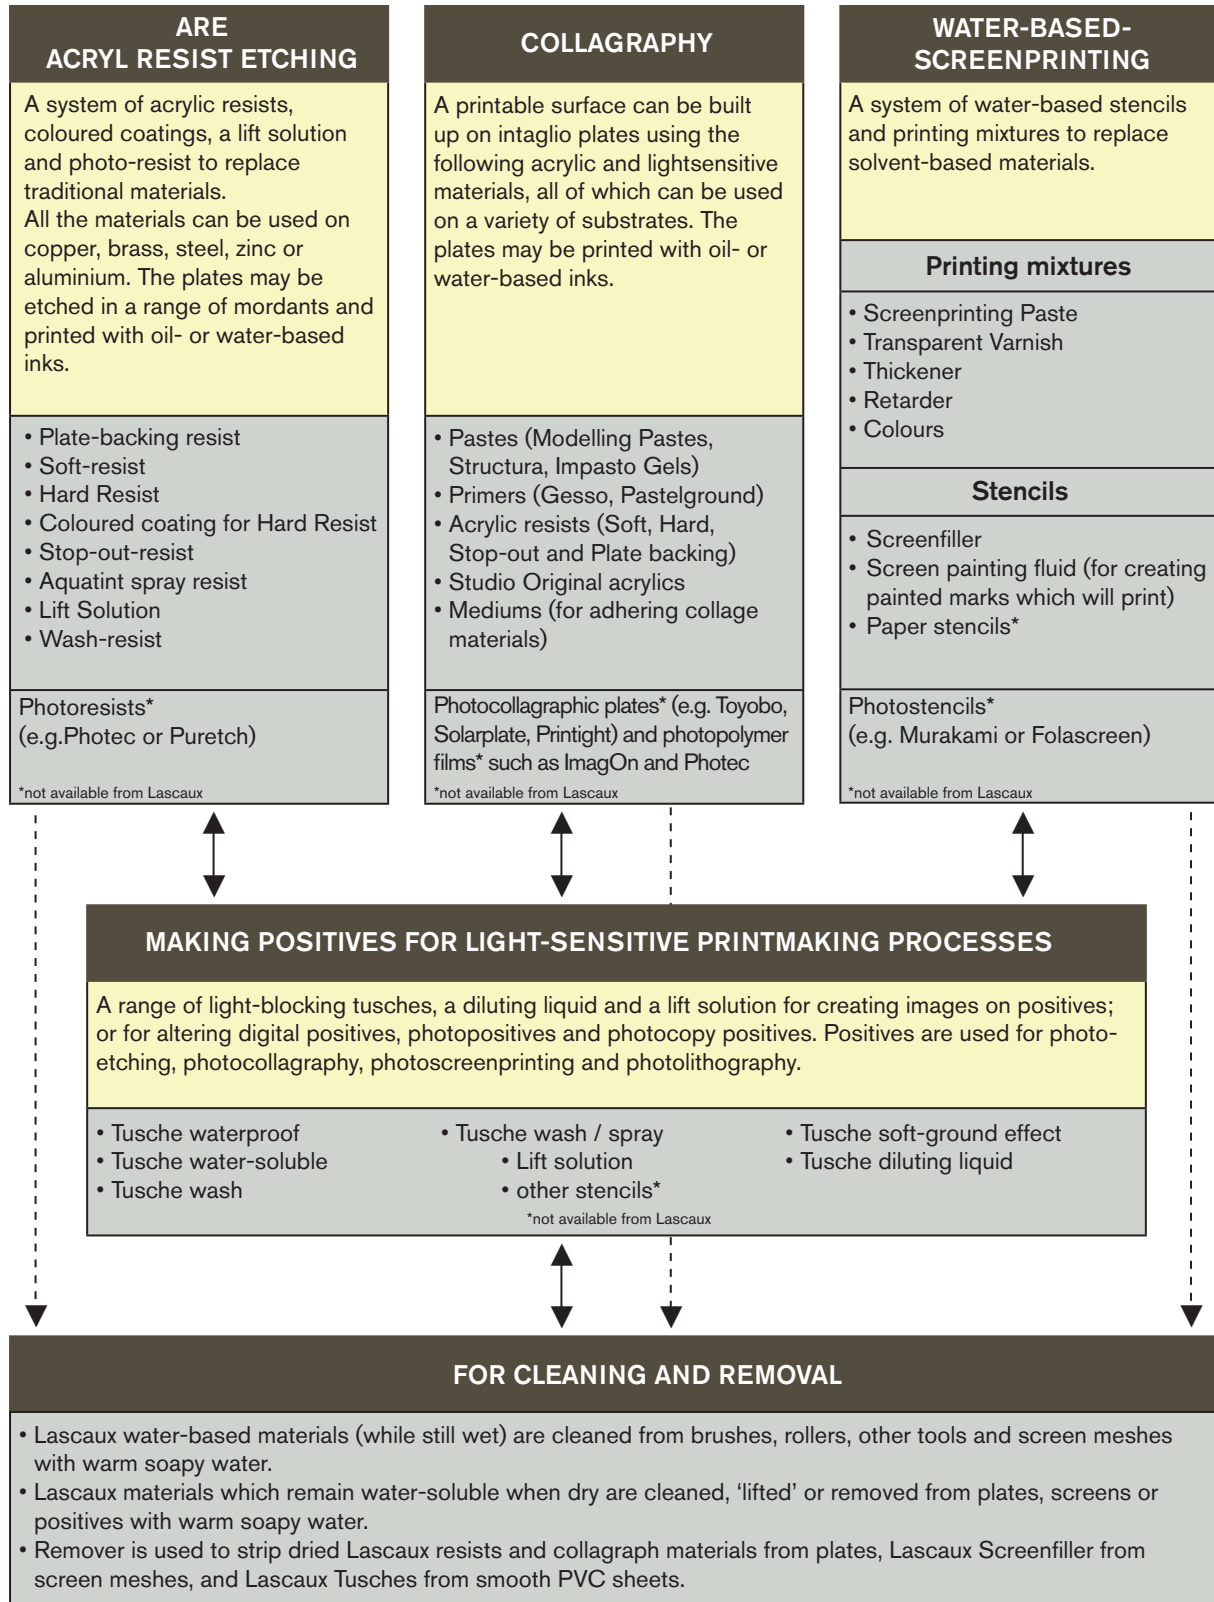 ARE
ACRYL RESIST ETCHING
A system of acrylic resists,
coloured coatings, a lift solution
and photo-resist to replace
traditional materials.
All the materials can be used on
copper, brass, steel, zinc or
aluminium. The plates may be
etched in a range of mordants and
printed with oil- or water-based
inks.
• Plate-backing resist
• Soft-resist
• Hard Resist
• Coloured coating for Hard Resist
• Stop-out-resist
• Aquatint spray resist
• Lift Solution
• Wash-resist
Photoresists*
(e.g.Photec or Puretch)
*not available from Lascaux
COLLAGRAPHY
A printable surface can be built
up on intaglio plates using the
following acrylic and lightsensitive
materials, all of which can be used
on a variety of substrates. The
plates may be printed with oil- or
water-based inks.
• Pastes (Modelling Pastes,
Structura, Impasto Gels)
• Primers (Gesso, Pastelground)
• Acrylic resists (Soft, Hard,
Stop-out and Plate backing)
• Studio Original acrylics
• Mediums (for adhering collage
materials)
Photocollagraphic plates* (e.g. Toyobo,
Solarplate, Printight) and photopolymer
films* such as ImagOn and Photec
*not available from Lascaux
WATER-BASED-
SCREENPRINTING
A system of water-based stencils
and printing mixtures to replace
solvent-based materials.
Printing mixtures
• Screenprinting Paste
• Transparent Varnish
• Thickener
• Retarder
• Colours
Stencils
• Screenfiller
• Screen painting fluid (for creating
painted marks which will print)
• Paper stencils*
Photostencils*
(e.g. Murakami or Folascreen)
*not available from Lascaux
MAKING POSITIVES FOR LIGHT-SENSITIVE PRINTMAKING PROCESSES
A range of light-blocking tusches, a diluting liquid and a lift solution for creating images on positives;
or for altering digital positives, photopositives and photocopy positives. Positives are used for photo-
etching, photocollagraphy, photoscreenprinting and photolithography.
• Tusche waterproof
• Tusche water-soluble
• Tusche wash
• Tusche wash / spray
• Lift solution
• other stencils*
*not available from Lascaux
• Tusche soft-ground effect
• Tusche diluting liquid
FOR CLEANING AND REMOVAL
• Lascaux water-based materials (while still wet) are cleaned from brushes, rollers, other tools and screen meshes
with warm soapy water.
• Lascaux materials which remain water-soluble when dry are cleaned, ‘lifted’ or removed from plates, screens or
positives with warm soapy water.
• Remover is used to strip dried Lascaux resists and collagraph materials from plates, Lascaux Screenfiller from
screen meshes, and Lascaux Tusches from smooth PVC sheets.